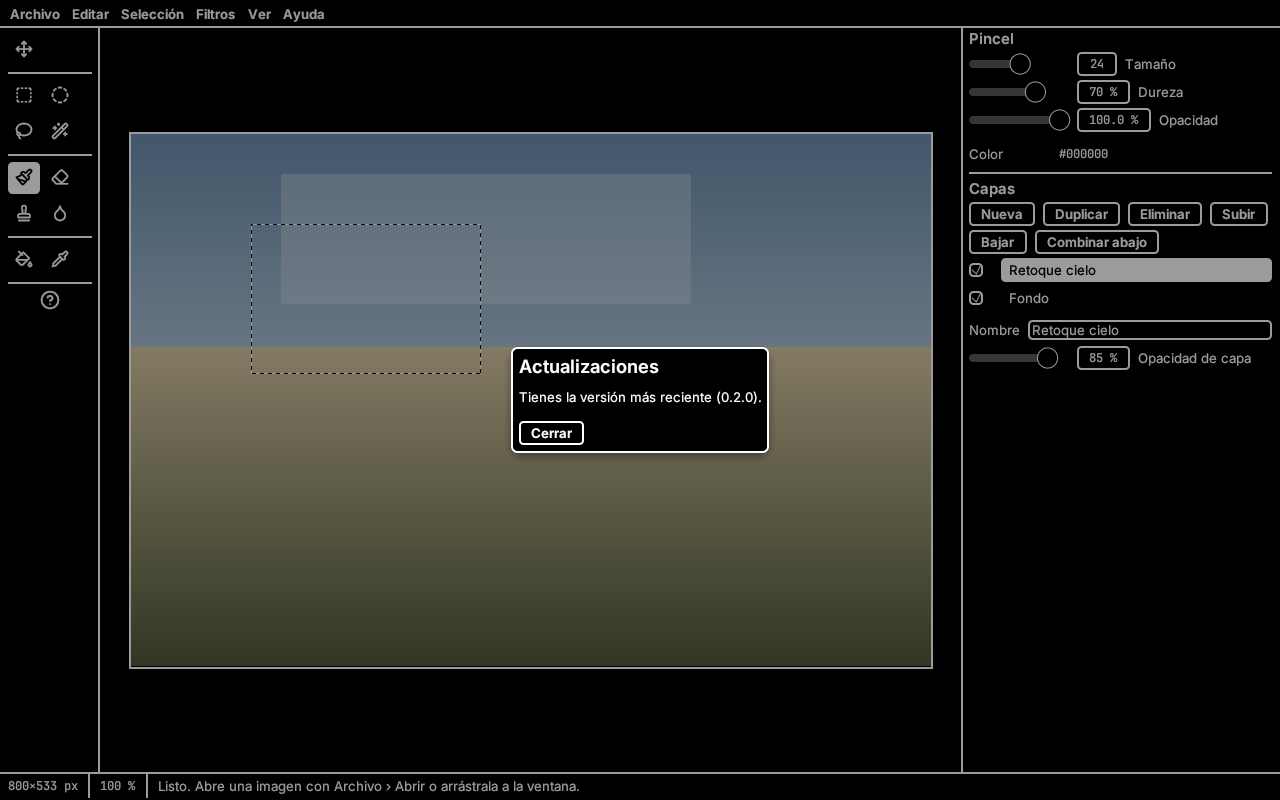 Archivo Editar Selección Filtros Ver Ayuda
Pincel
24 Tamaño
70 % Dureza
100.0 % Opacidad
Color #000000
Capas
Nueva Duplicar Eliminar Subir
Bajar Combinar abajo
Retoque cielo
Fondo
Nombre Retoque cielo
85 % Opacidad de capa
Actualizaciones
Tienes la versión más reciente (0.2.0).
Cerrar
800×533 px 100 % Listo. Abre una imagen con Archivo › Abrir o arrástrala a la ventana.